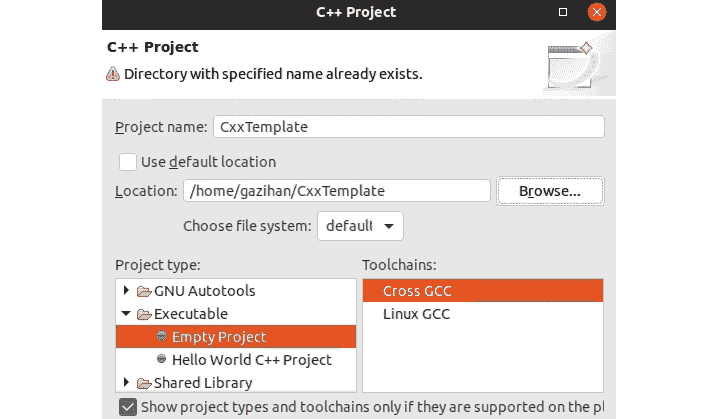 C++ Project
C++ Project
Directory with specified name already exists.
Project name: CxxTemplate
Use default location
Location: /home/gazihan/CxxTemplate Browse...
Choose file system: default
Project type: Toolchains:
GNU Autotools Cross GCC
Executable Linux GCC
Empty Project
Hello World C++ Project
Shared Library
Show project types and toolchains only if they are supported on the pl